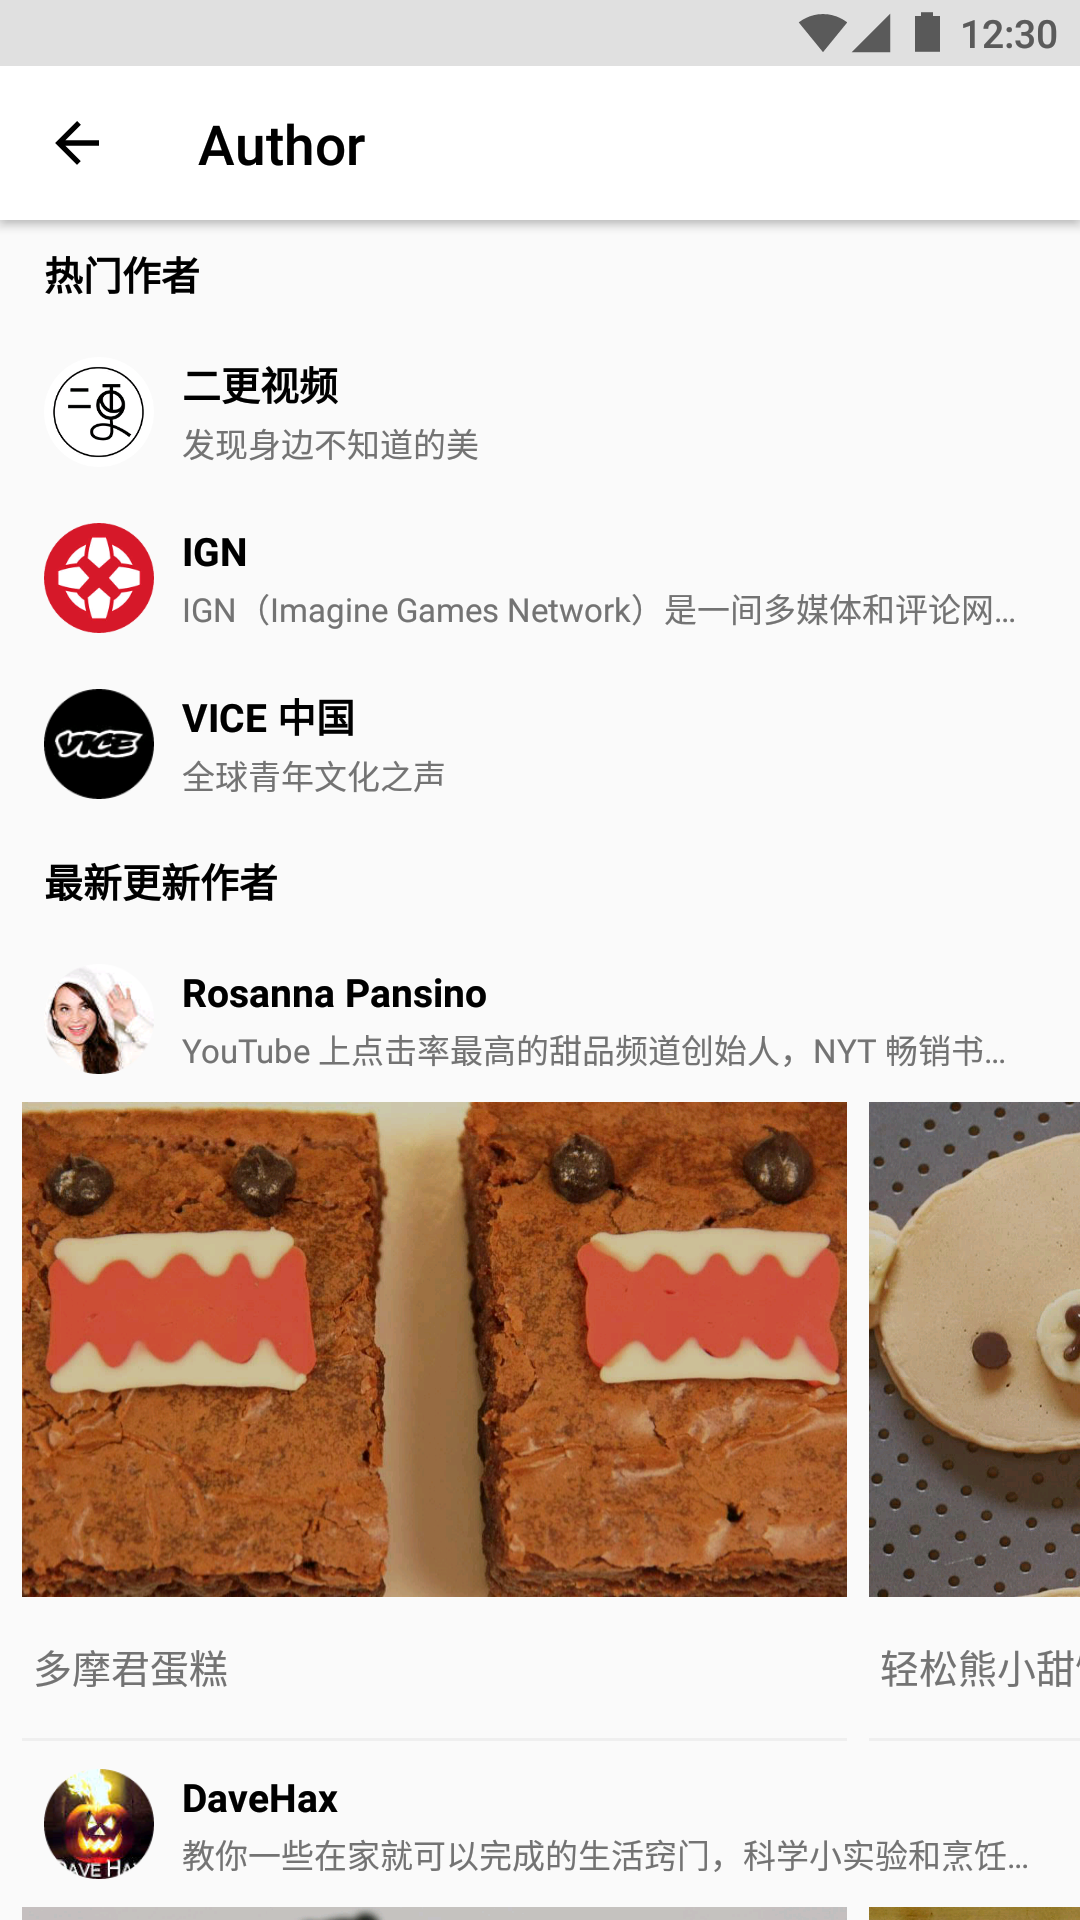 12:30
Author
热门作者
二更
二更视频
发现身边不知道的美
IGN
IGN（Imagine Games Network）是一间多媒体和评论网...
VICE
VICE 中国
全球青年文化之声
最新更新作者
Rosanna Pansino
YouTube 上点击率最高的甜品频道创始人，NYT 畅销书...
多摩君蛋糕
轻松熊小甜
DaveHax
教你一些在家就可以完成的生活窍门，科学小实验和烹饪...